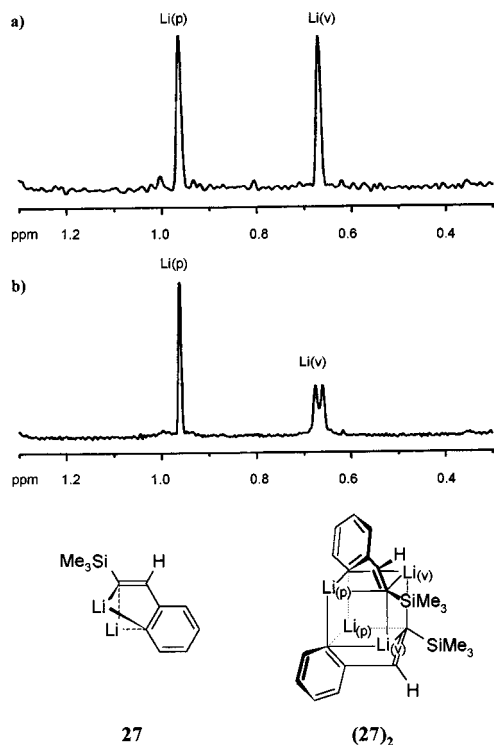 a)
Li(p)
Li(v)
ppm 1.2 1.0 0.8 0.6 0.4
Li(p)
b)
Li(v)
ppm 1.2 1.0 0.8 0.6 0.4
Me₃Si H
Li
Li
H
Li(v)
Li(p)
SiMe₃
Li(p)
SiMe₃
Li(v)
H
27 (27)₂